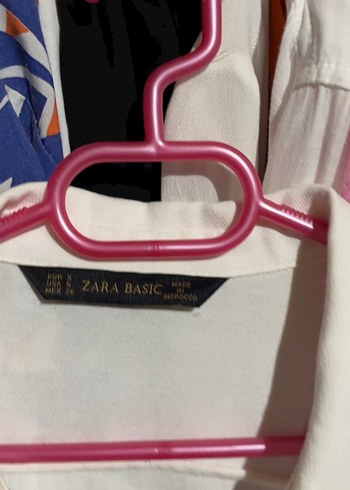 EUR S
USA S
MEX 26
ZARA BASIC
MADE
IN
MOROCCO